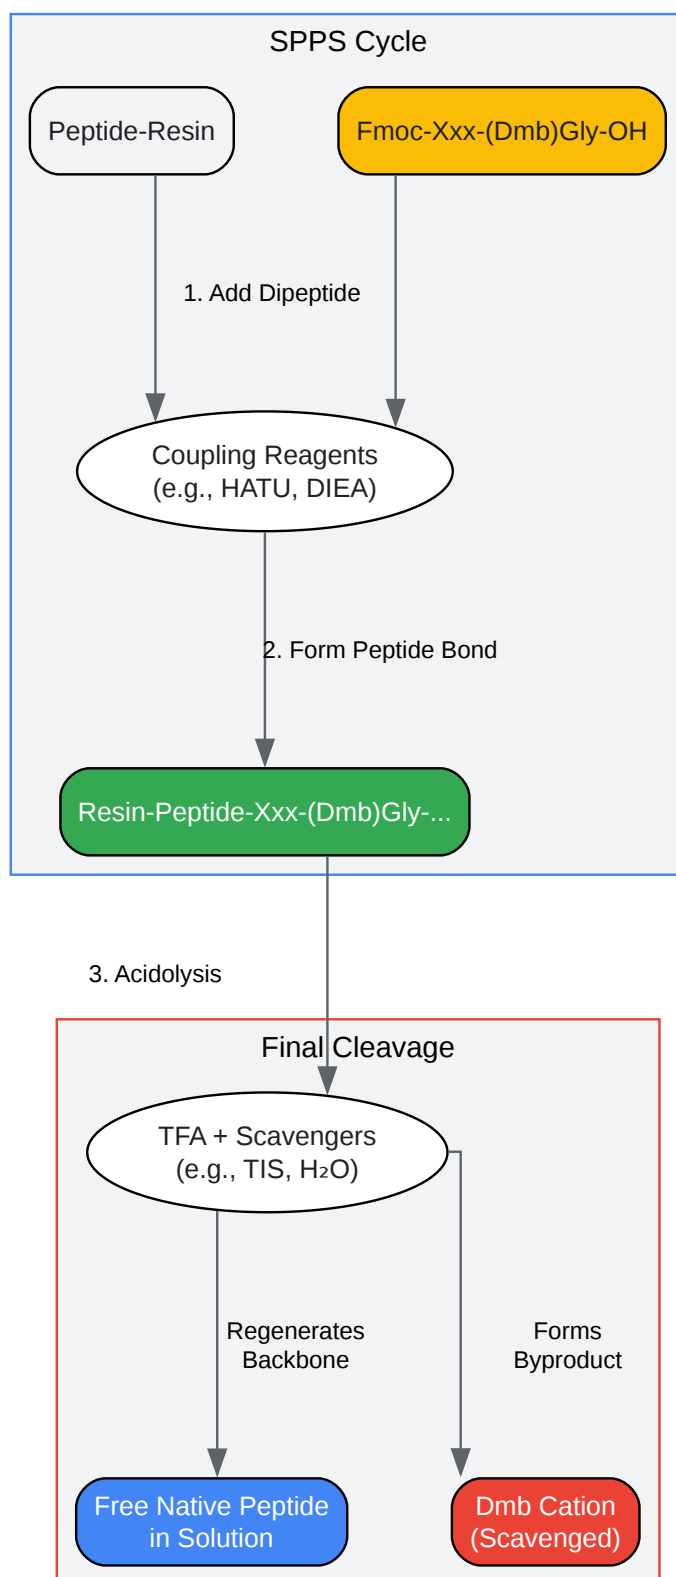 SPPS Cycle
Peptide-Resin
Fmoc-Xxx-(Dmb)Gly-OH
1. Add Dipeptide
Coupling Reagents
(e.g., HATU, DIEA)
2. Form Peptide Bond
Resin-Peptide-Xxx-(Dmb)Gly-...
3. Acidolysis
Final Cleavage
TFA + Scavengers
(e.g., TIS, H₂O)
Regenerates
Backbone
Forms
Byproduct
Free Native Peptide
in Solution
Dmb Cation
(Scavenged)